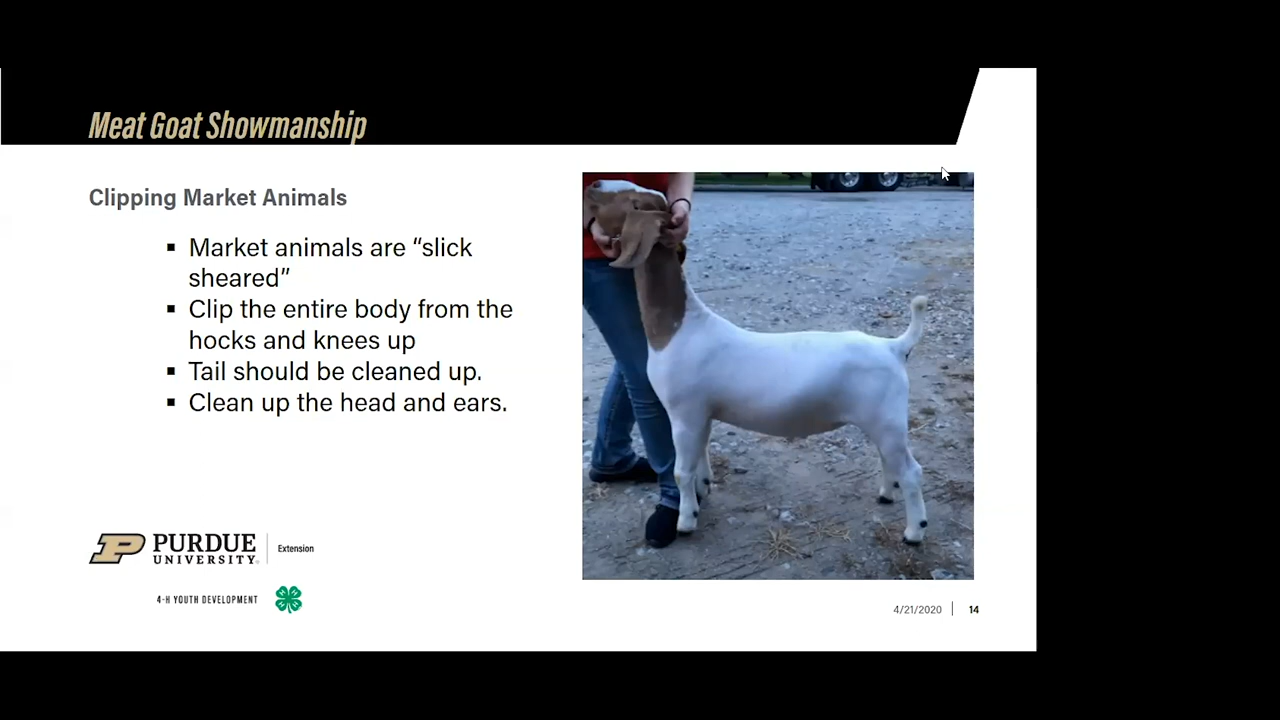 Meat Goat Showmanship
Clipping Market Animals
▪ Market animals are “slick
sheared”
▪ Clip the entire body from the
hocks and knees up
▪ Tail should be cleaned up.
▪ Clean up the head and ears.
PURDUE
UNIVERSITY®
Extension
4-H YOUTH DEVELOPMENT
H H H H
4/21/2020 | 14